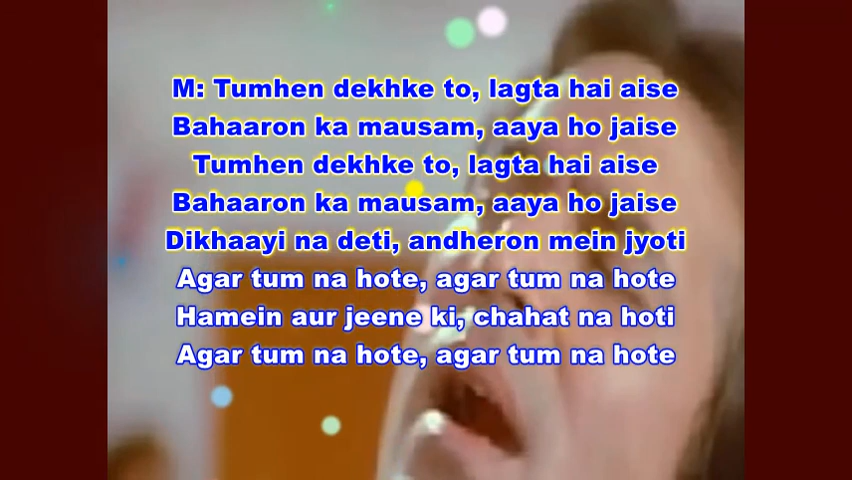 M: Tumhen dekhke to, lagta hai aise
Bahaaron ka mausam, aaya ho jaise
Tumhen dekhke to, lagta hai aise
Bahaaron ka mausam, aaya ho jaise
Dikhaayi na deti, andheron mein jyoti
Agar tum na hote, agar tum na hote
Hamein aur jeene ki, chahat na hoti
Agar tum na hote, agar tum na hote